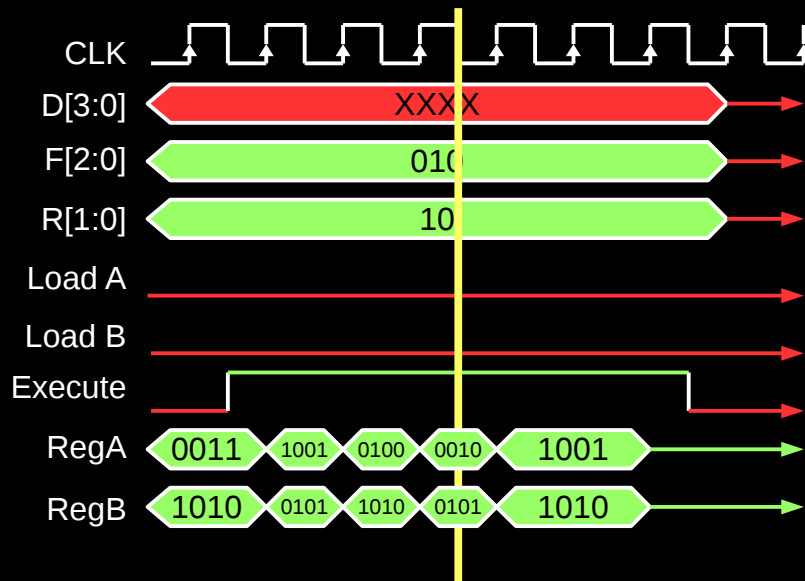 CLK
D[3:0] XXXX
F[2:0] 010
R[1:0] 10
Load A
Load B
Execute
RegA 0011 1001 0100 0010 1001
RegB 1010 0101 1010 0101 1010